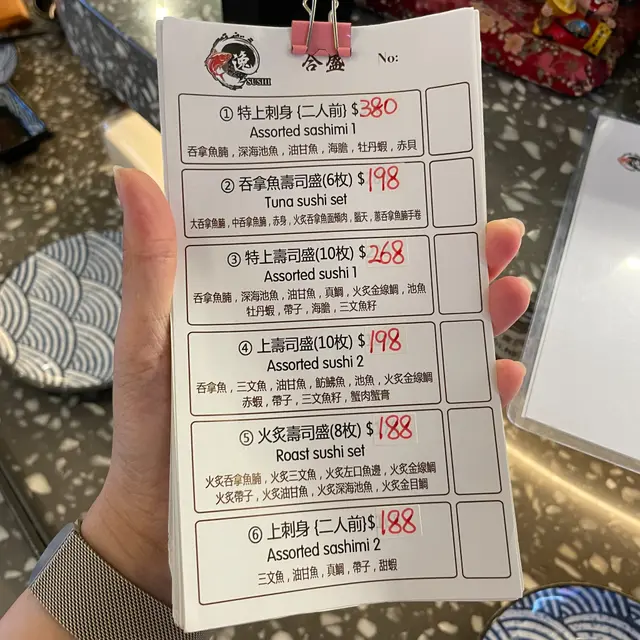 逸
SUSHI
合盛 No:
① 特上刺身 {二人前} $380
Assorted sashimi 1
吞拿魚腩 , 深海池魚 , 油甘魚 , 海膽 , 牡丹蝦 , 赤貝
② 吞拿魚壽司盛(6枚) $198
Tuna sushi set
大吞拿魚腩 , 中吞拿魚腩 , 赤身 , 火炙吞拿魚面頰肉 , 腦天 , 蔥吞拿魚腩手卷
③ 特上壽司盛(10枚) $268
Assorted sushi 1
吞拿魚腩 , 深海池魚 , 油甘魚 , 真鯛 , 火炙金線鯛 , 池魚
牡丹蝦 , 帶子 , 海膽 , 三文魚籽
④ 上壽司盛(10枚) $198
Assorted sushi 2
吞拿魚 , 三文魚 , 油甘魚 , 魴鮄魚 , 池魚 , 火炙金線鯛
赤蝦 , 帶子 , 三文魚籽 , 蟹肉蟹膏
⑤ 火炙壽司盛(8枚) $188
Roast sushi set
火炙吞拿魚腩 , 火炙三文魚 , 火炙左口魚邊 , 火炙金線鯛
火炙帶子 , 火炙油甘魚 , 火炙深海池魚 , 火炙金目鯛
⑥ 上刺身 {二人前}$188
Assorted sashimi 2
三文魚 , 油甘魚 , 真鯛 , 帶子 , 甜蝦